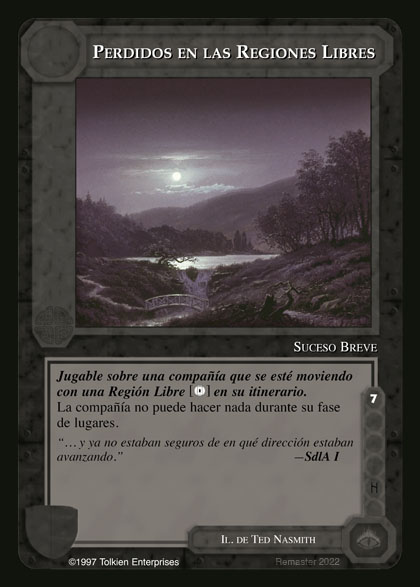 Perdidos en las Regiones Libres
Suceso Breve
Jugable sobre una compañía que se esté moviendo
con una Región Libre [ ] en su itinerario.
La compañía no puede hacer nada durante su fase
de lugares.
“… y ya no estaban seguros de en qué dirección estaban
avanzando.” —SdlA I
7
Il. de Ted Nasmith
©1997 Tolkien Enterprises
Remaster 2022